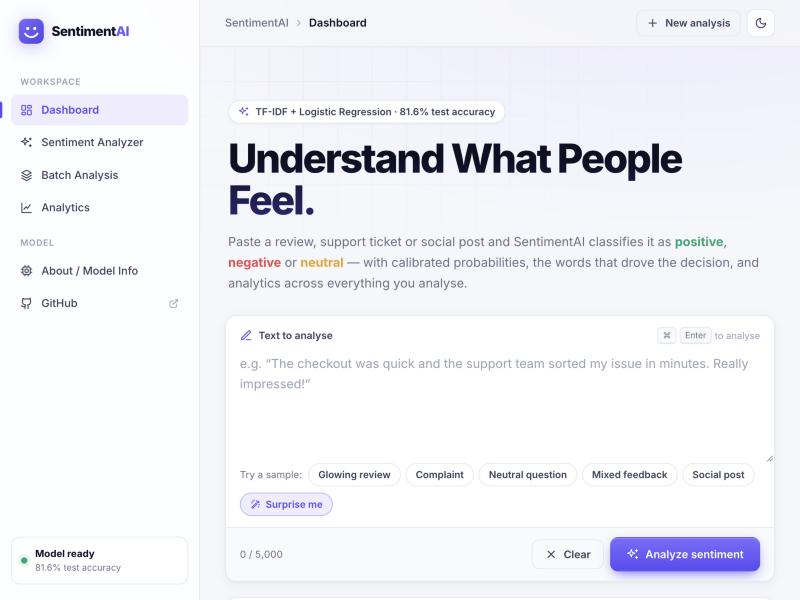 SentimentAI
WORKSPACE
Dashboard
Sentiment Analyzer
Batch Analysis
Analytics
MODEL
About / Model Info
GitHub
Model ready
81.6% test accuracy
SentimentAI > Dashboard
New analysis
TF-IDF + Logistic Regression · 81.6% test accuracy
Understand What People
Feel.
Paste a review, support ticket or social post and SentimentAI classifies it as positive,
negative or neutral — with calibrated probabilities, the words that drove the decision, and
analytics across everything you analyse.
Text to analyse
⌘ Enter to analyse
e.g. “The checkout was quick and the support team sorted my issue in minutes. Really
impressed!”
Try a sample: Glowing review Complaint Neutral question Mixed feedback Social post
Surprise me
0 / 5,000
Clear
Analyze sentiment